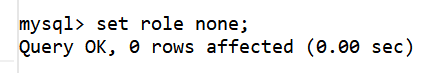 mysql> set role none;
Query OK, 0 rows affected (0.00 sec)